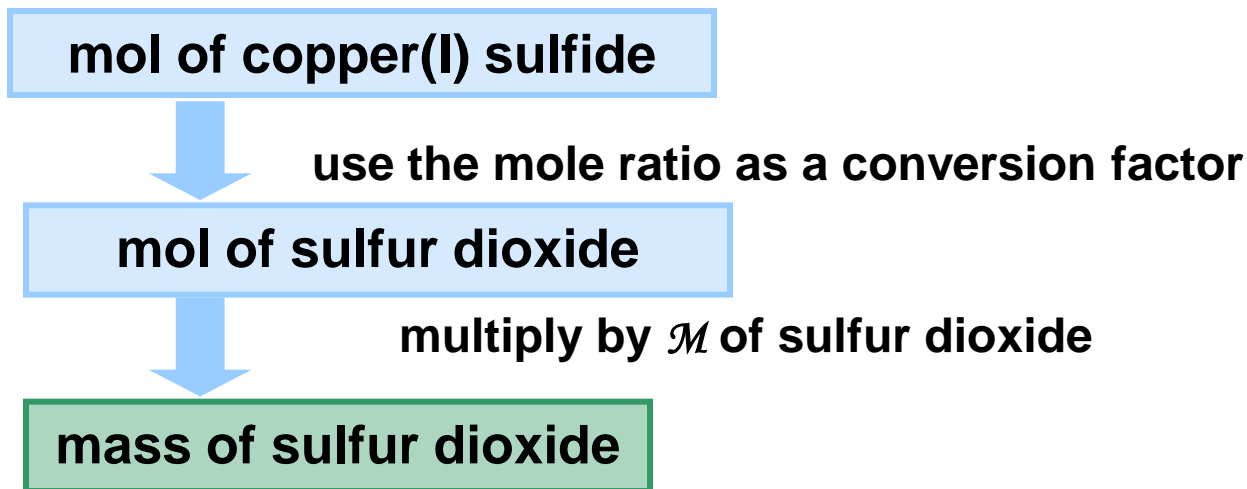 mol of copper(I) sulfide
use the mole ratio as a conversion factor
mol of sulfur dioxide
multiply by ℳ of sulfur dioxide
mass of sulfur dioxide